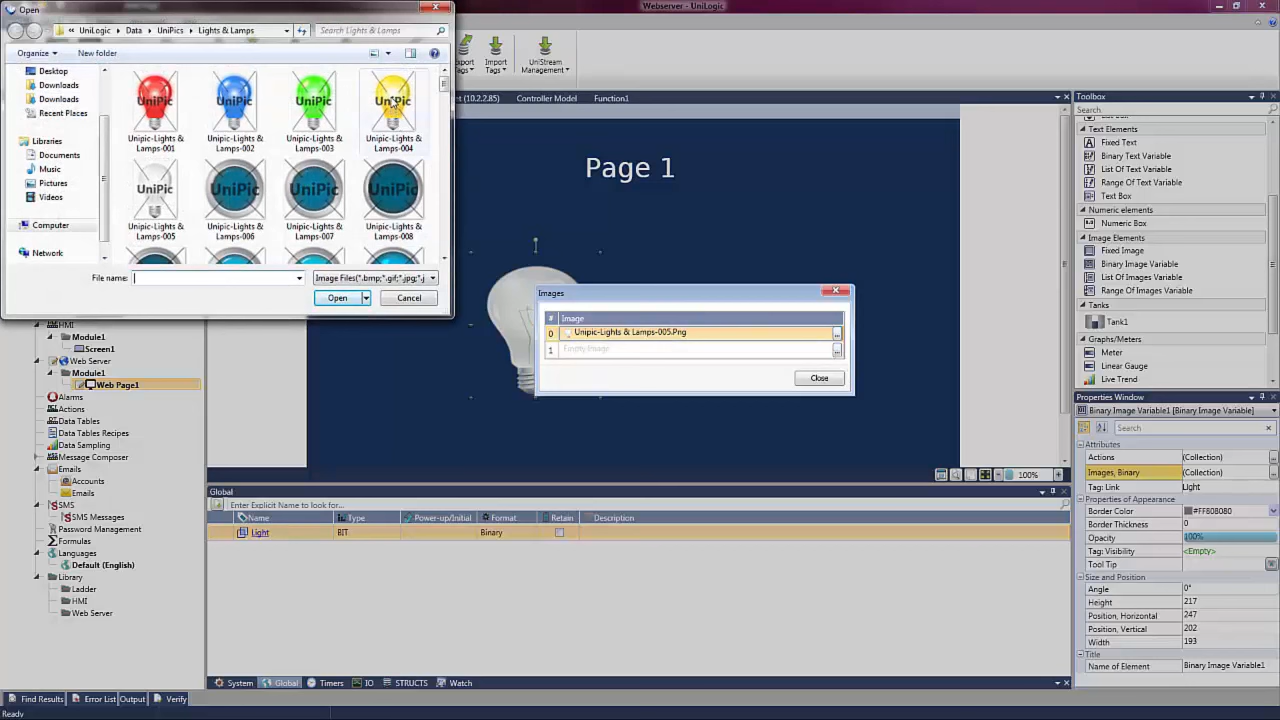 Open
Webserver - UniLogic
« UniLogic ▸ Data ▸ UniPics ▸ Lights & Lamps
Search Lights & Lamps
Organize
New folder
Desktop
Downloads
Downloads
Recent Places
Libraries
Documents
Music
Pictures
Videos
Computer
Network
UniPic
UniPic
UniPic
UniPic
Unipic-Lights & Lamps-001
Unipic-Lights & Lamps-002
Unipic-Lights & Lamps-003
Unipic-Lights & Lamps-004
UniPic
UniPic
UniPic
UniPic
Unipic-Lights & Lamps-005
Unipic-Lights & Lamps-006
Unipic-Lights & Lamps-007
Unipic-Lights & Lamps-008
File name:
Image Files(*.bmp;*.gif;*.jpg;*.j
Open
Cancel
Export Tags
Import Tags
UniStream Management
(10.2.2.85)
Controller Model
Function1
Page 1
Images
# Image
0 Unipic-Lights & Lamps-005.Png
1 Empty Image
Close
Toolbox
Search
Text Elements
Fixed Text
Binary Text Variable
List Of Text Variable
Range Of Text Variable
Text Box
Numeric elements
Numeric Box
Image Elements
Fixed Image
Binary Image Variable
List Of Images Variable
Range Of Images Variable
Tanks
Tank1
Graphs/Meters
Meter
Linear Gauge
Live Trend
HMI
Module1
Screen1
Web Server
Module1
Web Page1
Alarms
Actions
Data Tables
Data Tables Recipes
Data Sampling
Message Composer
Emails
Accounts
Emails
SMS
SMS Messages
Password Management
Formulas
Languages
Default (English)
Library
Ladder
HMI
Web Server
100%
Global
Enter Explicit Name to look for...
Name Type Power-up/Initial Format Retain Description
Light BIT Binary
System Global Timers IO STRUCTS Watch
Properties Window
Binary Image Variable1 [Binary Image Variable]
Search
Attributes
Actions (Collection)
Images, Binary (Collection)
Tag: Link Light
Properties of Appearance
Border Color #FF808080
Border Thickness 0
Opacity 100%
Tag: Visibility <Empty>
Tool Tip
Size and Position
Angle 0°
Height 217
Position, Horizontal 247
Position, Vertical 202
Width 193
Title
Name of Element Binary Image Variable1
Find Results Error List Output Verify
Ready